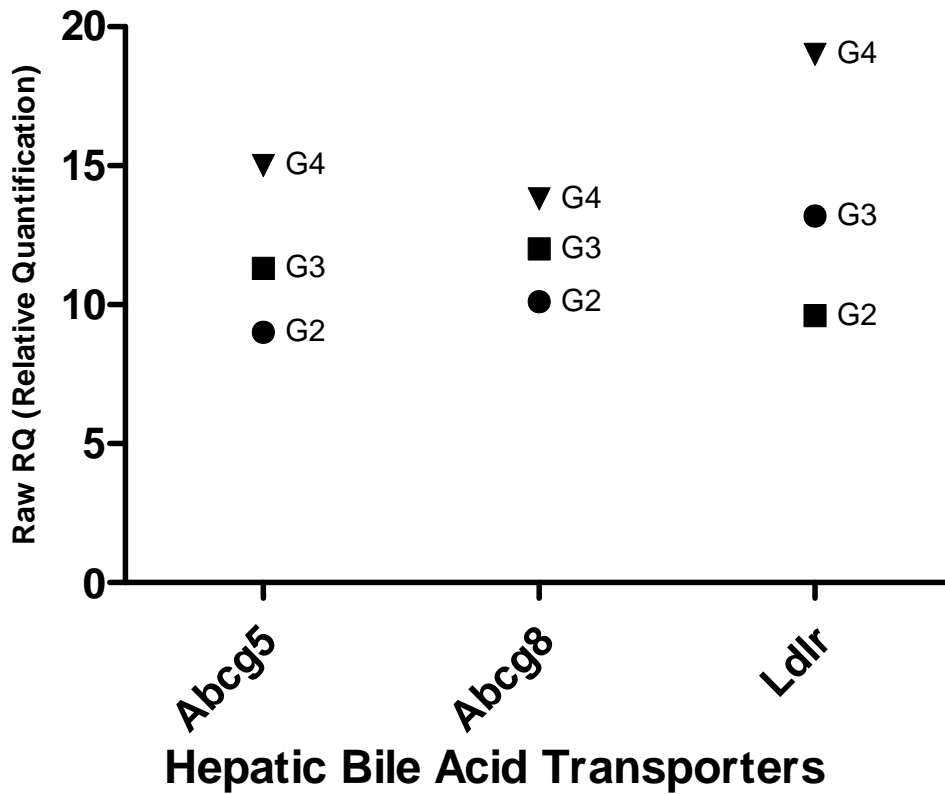 Raw RQ (Relative Quantification)
20
15
10
5
0
G4
G3
G2
G4
G3
G2
G4
G3
G2
Abcg5
Abcg8
Ldlr
Hepatic Bile Acid Transporters